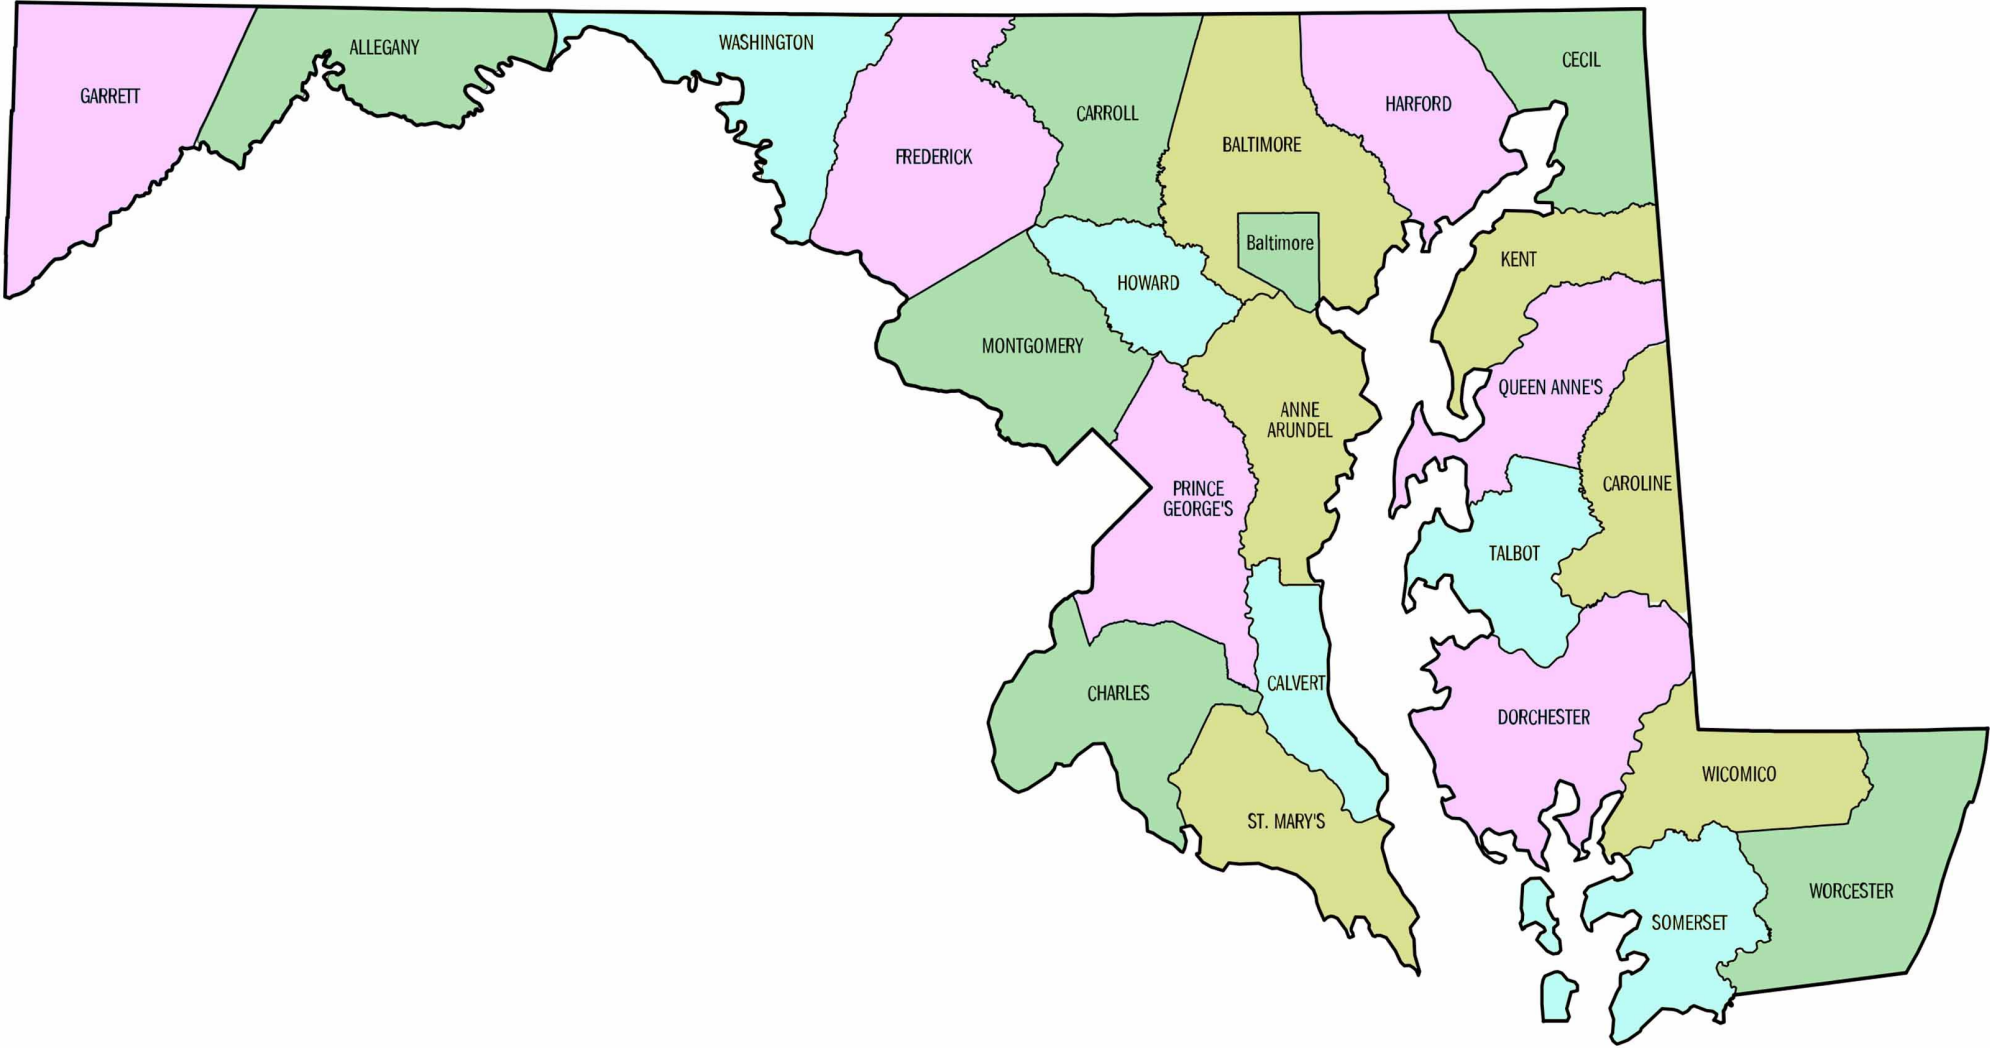 GARRETT
ALLEGANY
WASHINGTON
FREDERICK
CARROLL
BALTIMORE
Baltimore
HARFORD
CECIL
KENT
HOWARD
MONTGOMERY
QUEEN ANNE'S
ANNE
ARUNDEL
PRINCE
GEORGE'S
CAROLINE
TALBOT
CHARLES
CALVERT
DORCHESTER
ST. MARY'S
WICOMICO
WORCESTER
SOMERSET